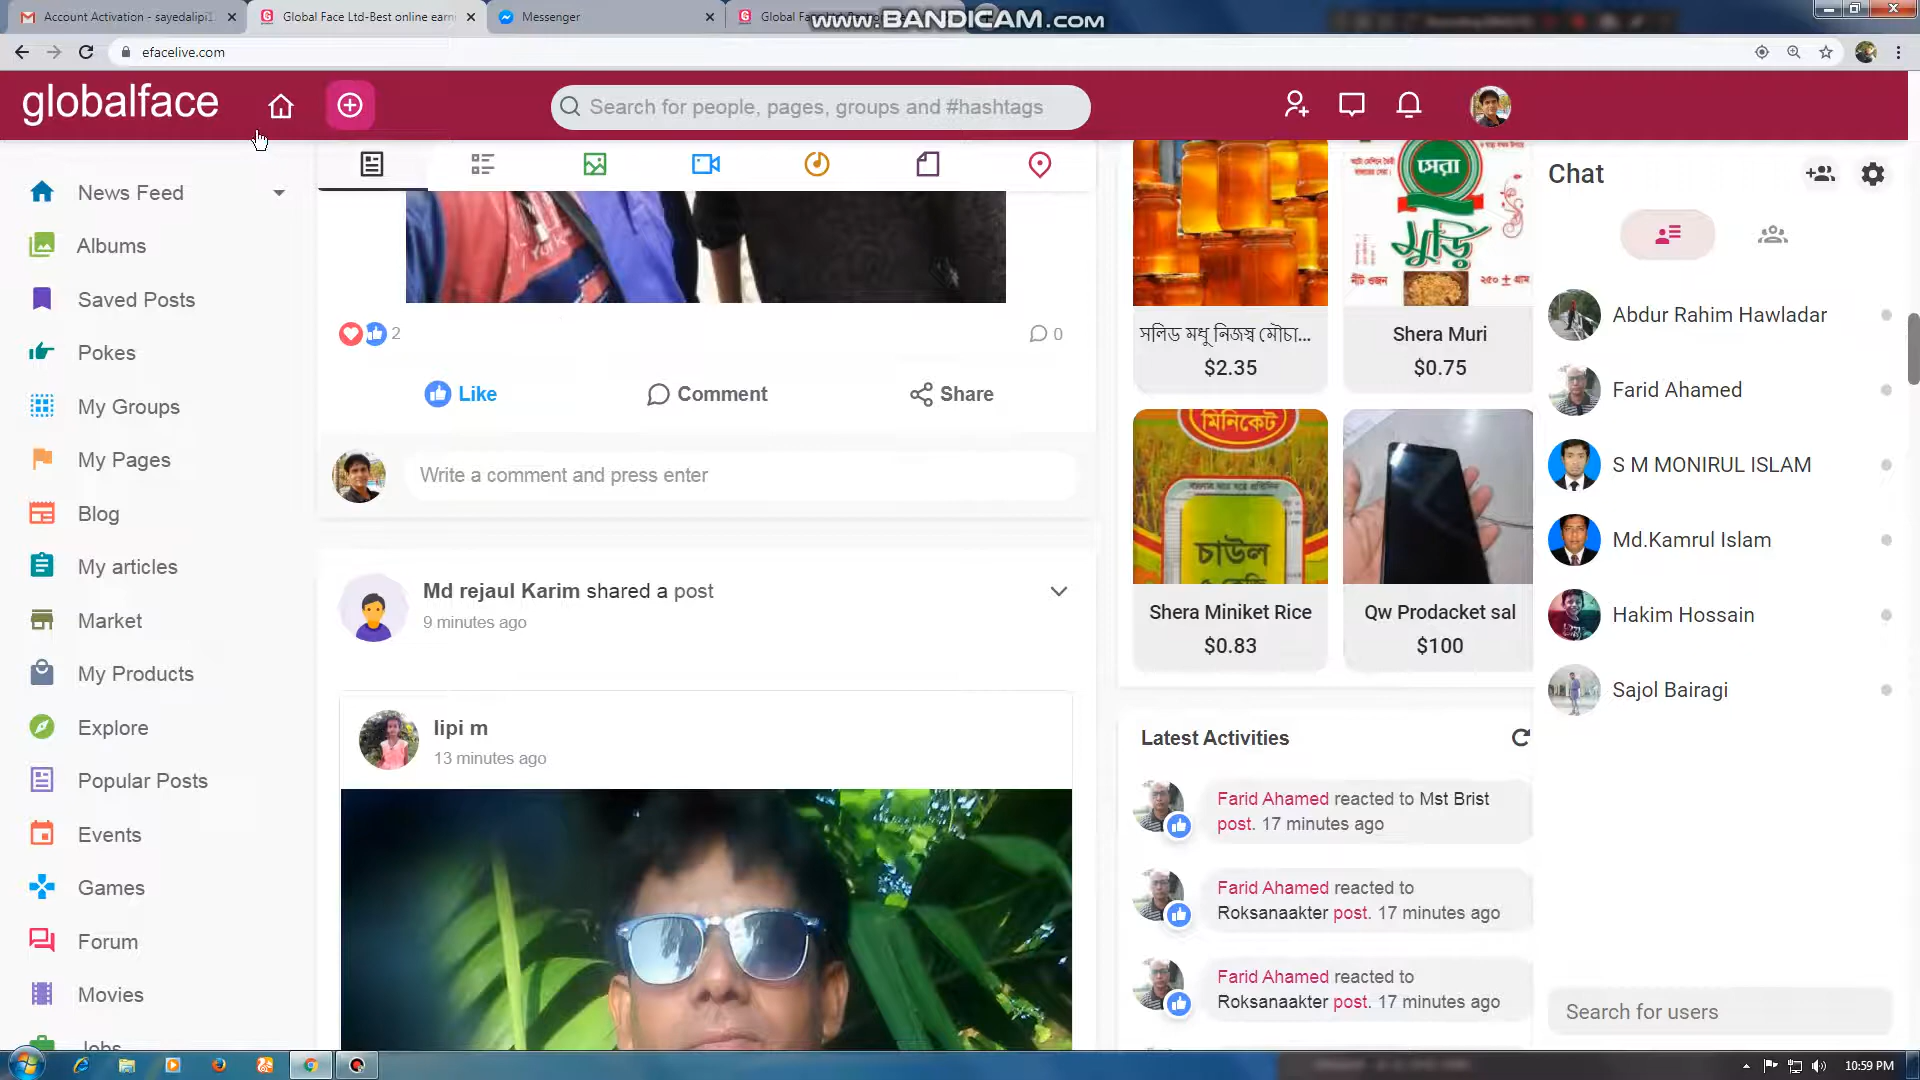 Account Activation - sayedalipi1
Global Face Ltd-Best online earn
Messenger
www.BANDICAM.com
efacelive.com
globalface
Search for people, pages, groups and #hashtags
News Feed
Albums
Saved Posts
Pokes
My Groups
My Pages
Blog
My articles
Market
My Products
Explore
Popular Posts
Events
Games
Forum
Movies
Jobs
2
0
Like
Comment
Share
Write a comment and press enter
Md rejaul Karim shared a post
9 minutes ago
lipi m
13 minutes ago
সেরা
মুড়ি
নীট ওজন
২৫০ ± গ্রাম
সলিড মধু নিজস্ব মৌচা...
$2.35
Shera Muri
$0.75
মিনিকেট
চাউল
Shera Miniket Rice
$0.83
Qw Prodacket sal
$100
Latest Activities
Farid Ahamed reacted to Mst Brist
post. 17 minutes ago
Farid Ahamed reacted to
Roksanaakter post. 17 minutes ago
Farid Ahamed reacted to
Roksanaakter post. 17 minutes ago
Chat
Abdur Rahim Hawladar
Farid Ahamed
S M MONIRUL ISLAM
Md.Kamrul Islam
Hakim Hossain
Sajol Bairagi
Search for users
10:59 PM